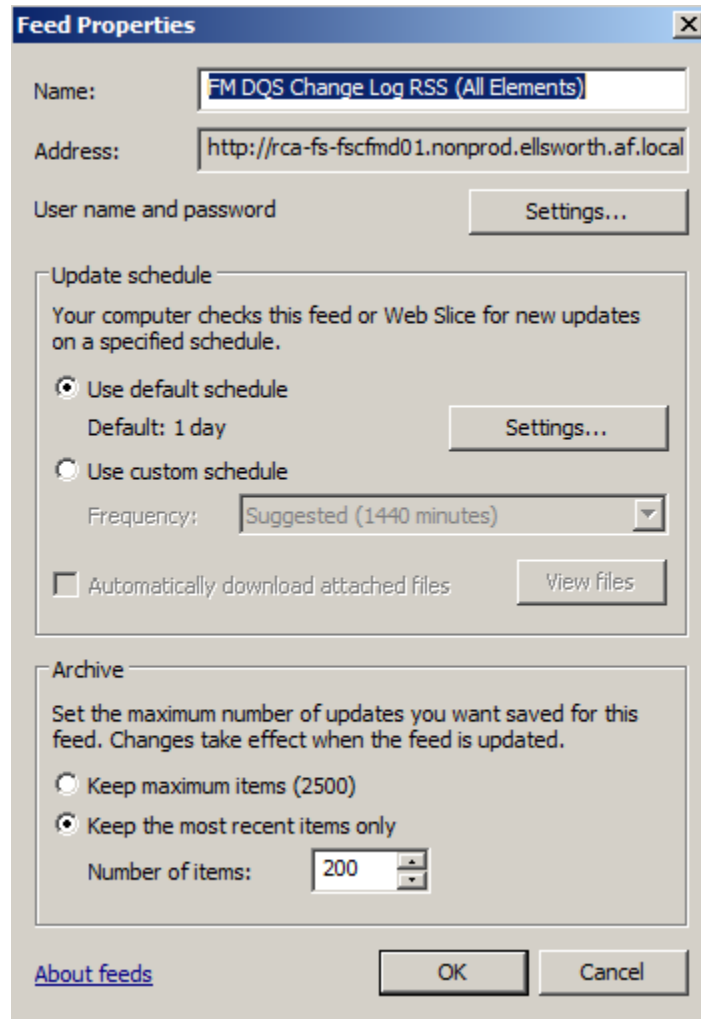 Feed Properties
Name: FM DQS Change Log RSS (All Elements)
Address: http://rca-fs-fscfmd01.nonprod.ellsworth.af.local
User name and password Settings...
Update schedule
Your computer checks this feed or Web Slice for new updates
on a specified schedule.
Use default schedule
Default: 1 day Settings...
Use custom schedule
Frequency: Suggested (1440 minutes)
Automatically download attached files View files
Archive
Set the maximum number of updates you want saved for this
feed. Changes take effect when the feed is updated.
Keep maximum items (2500)
Keep the most recent items only
Number of items: 200
About feeds OK Cancel